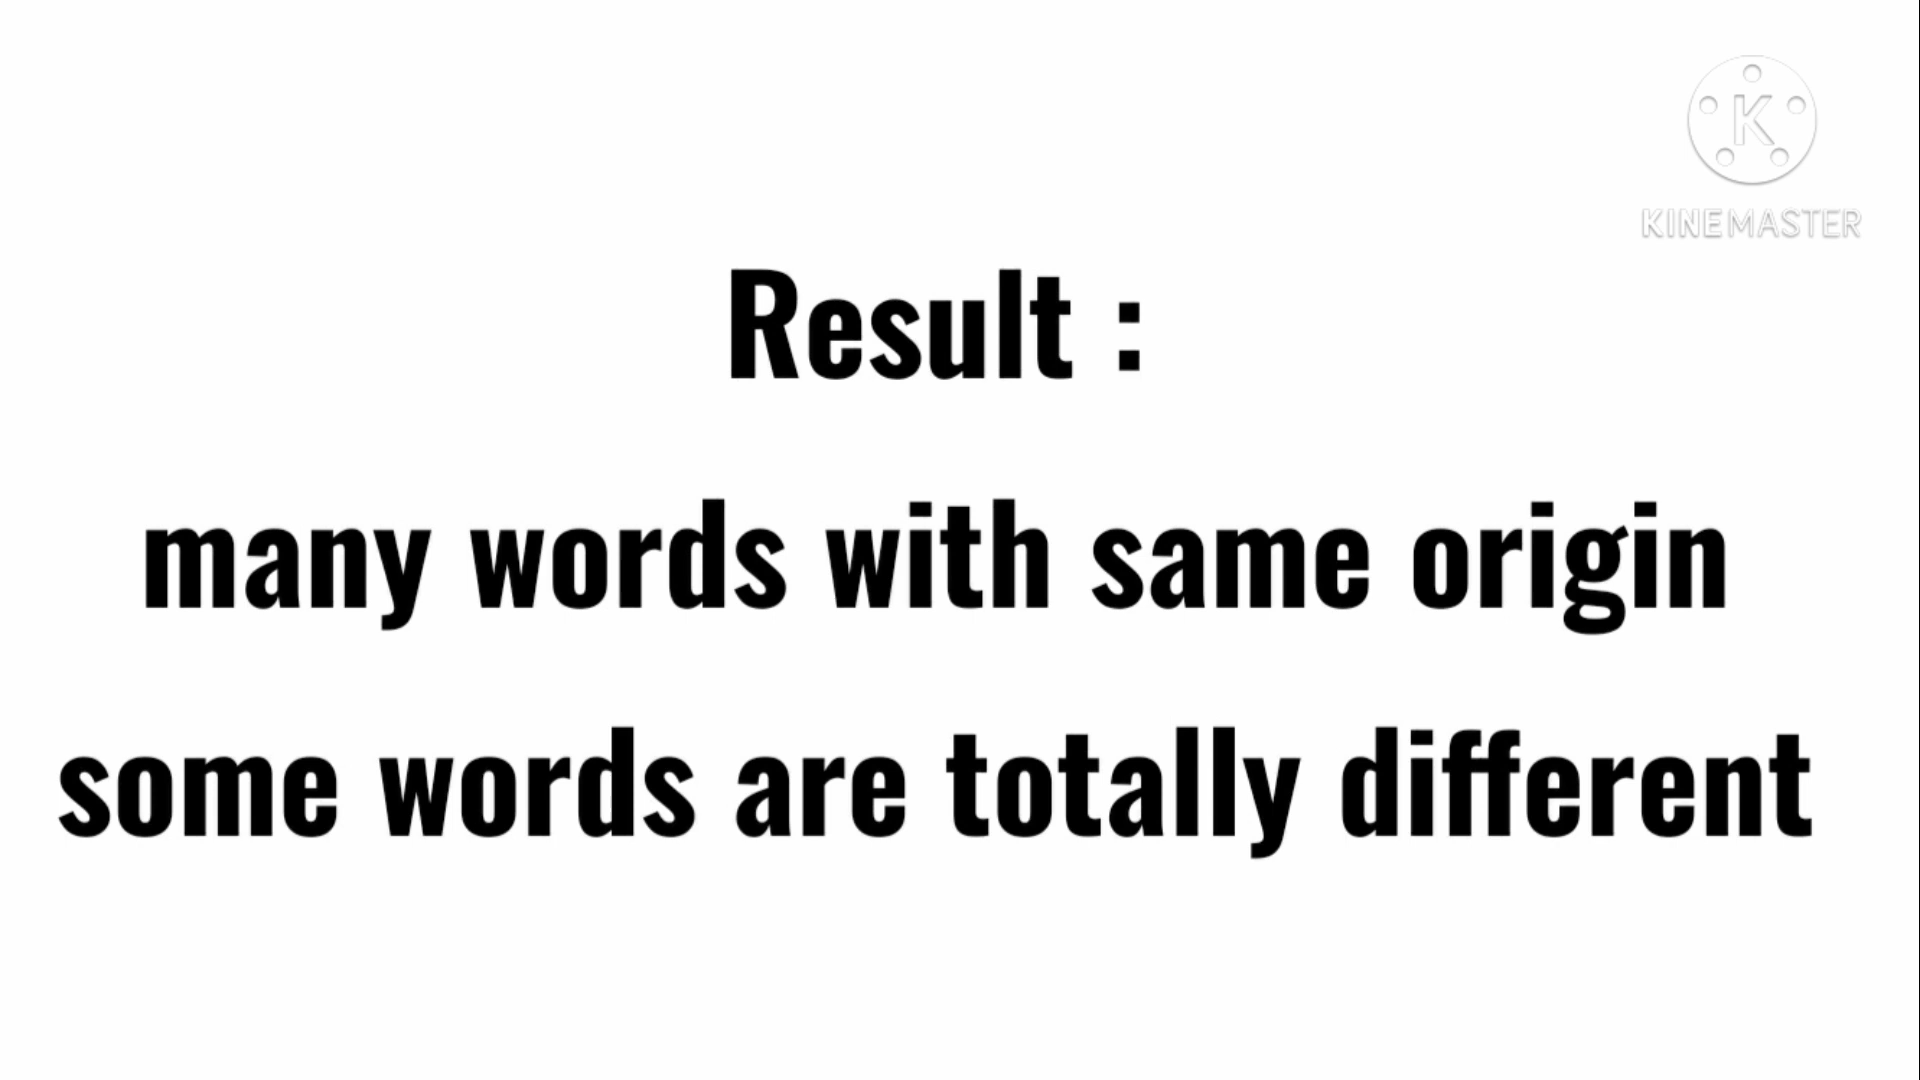 K
KINEMASTER
Result :
many words with same origin
some words are totally different